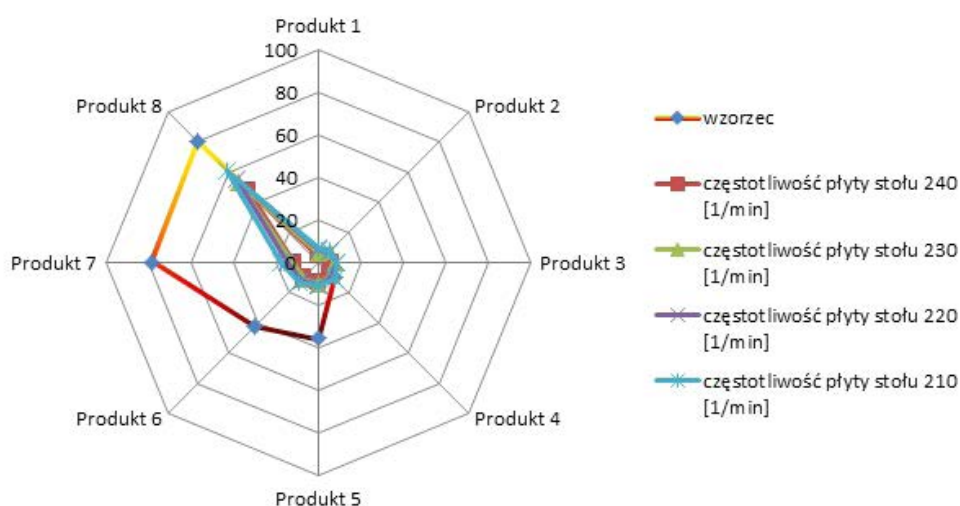 Produkt 1
100
Produkt 8
80
Produkt 2
60
40
20
Produkt 7
0
Produkt 3
Produkt 6
Produkt 4
Produkt 5
wzorzec
częstotliwość płyty stołu 240
[1/min]
częstotliwość płyty stołu 230
[1/min]
częstotliwość płyty stołu 220
[1/min]
częstotliwość płyty stołu 210
[1/min]